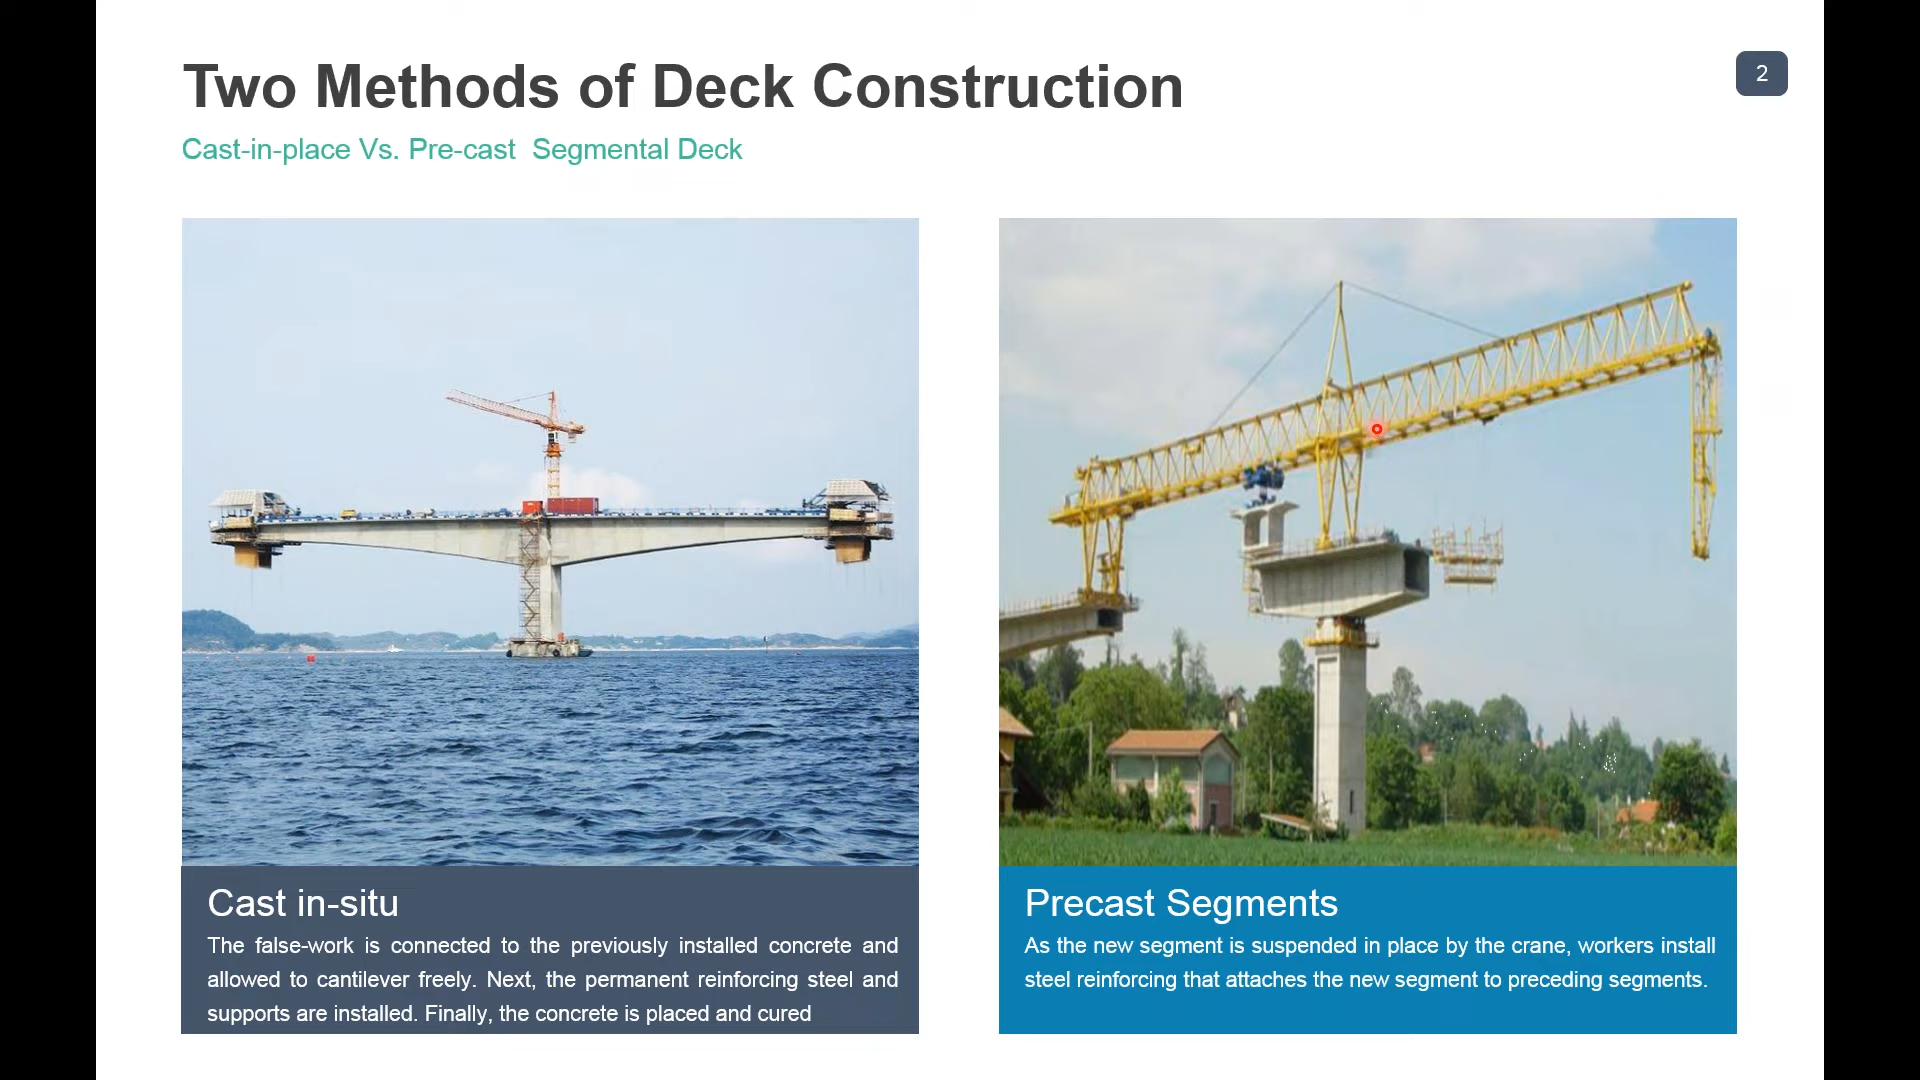 Two Methods of Deck Construction
2
Cast-in-place Vs. Pre-cast  Segmental Deck
Cast in-situ
The false-work is connected to the previously installed concrete and
allowed to cantilever freely. Next, the permanent reinforcing steel and
supports are installed. Finally, the concrete is placed and cured
Precast Segments
As the new segment is suspended in place by the crane, workers install
steel reinforcing that attaches the new segment to preceding segments.